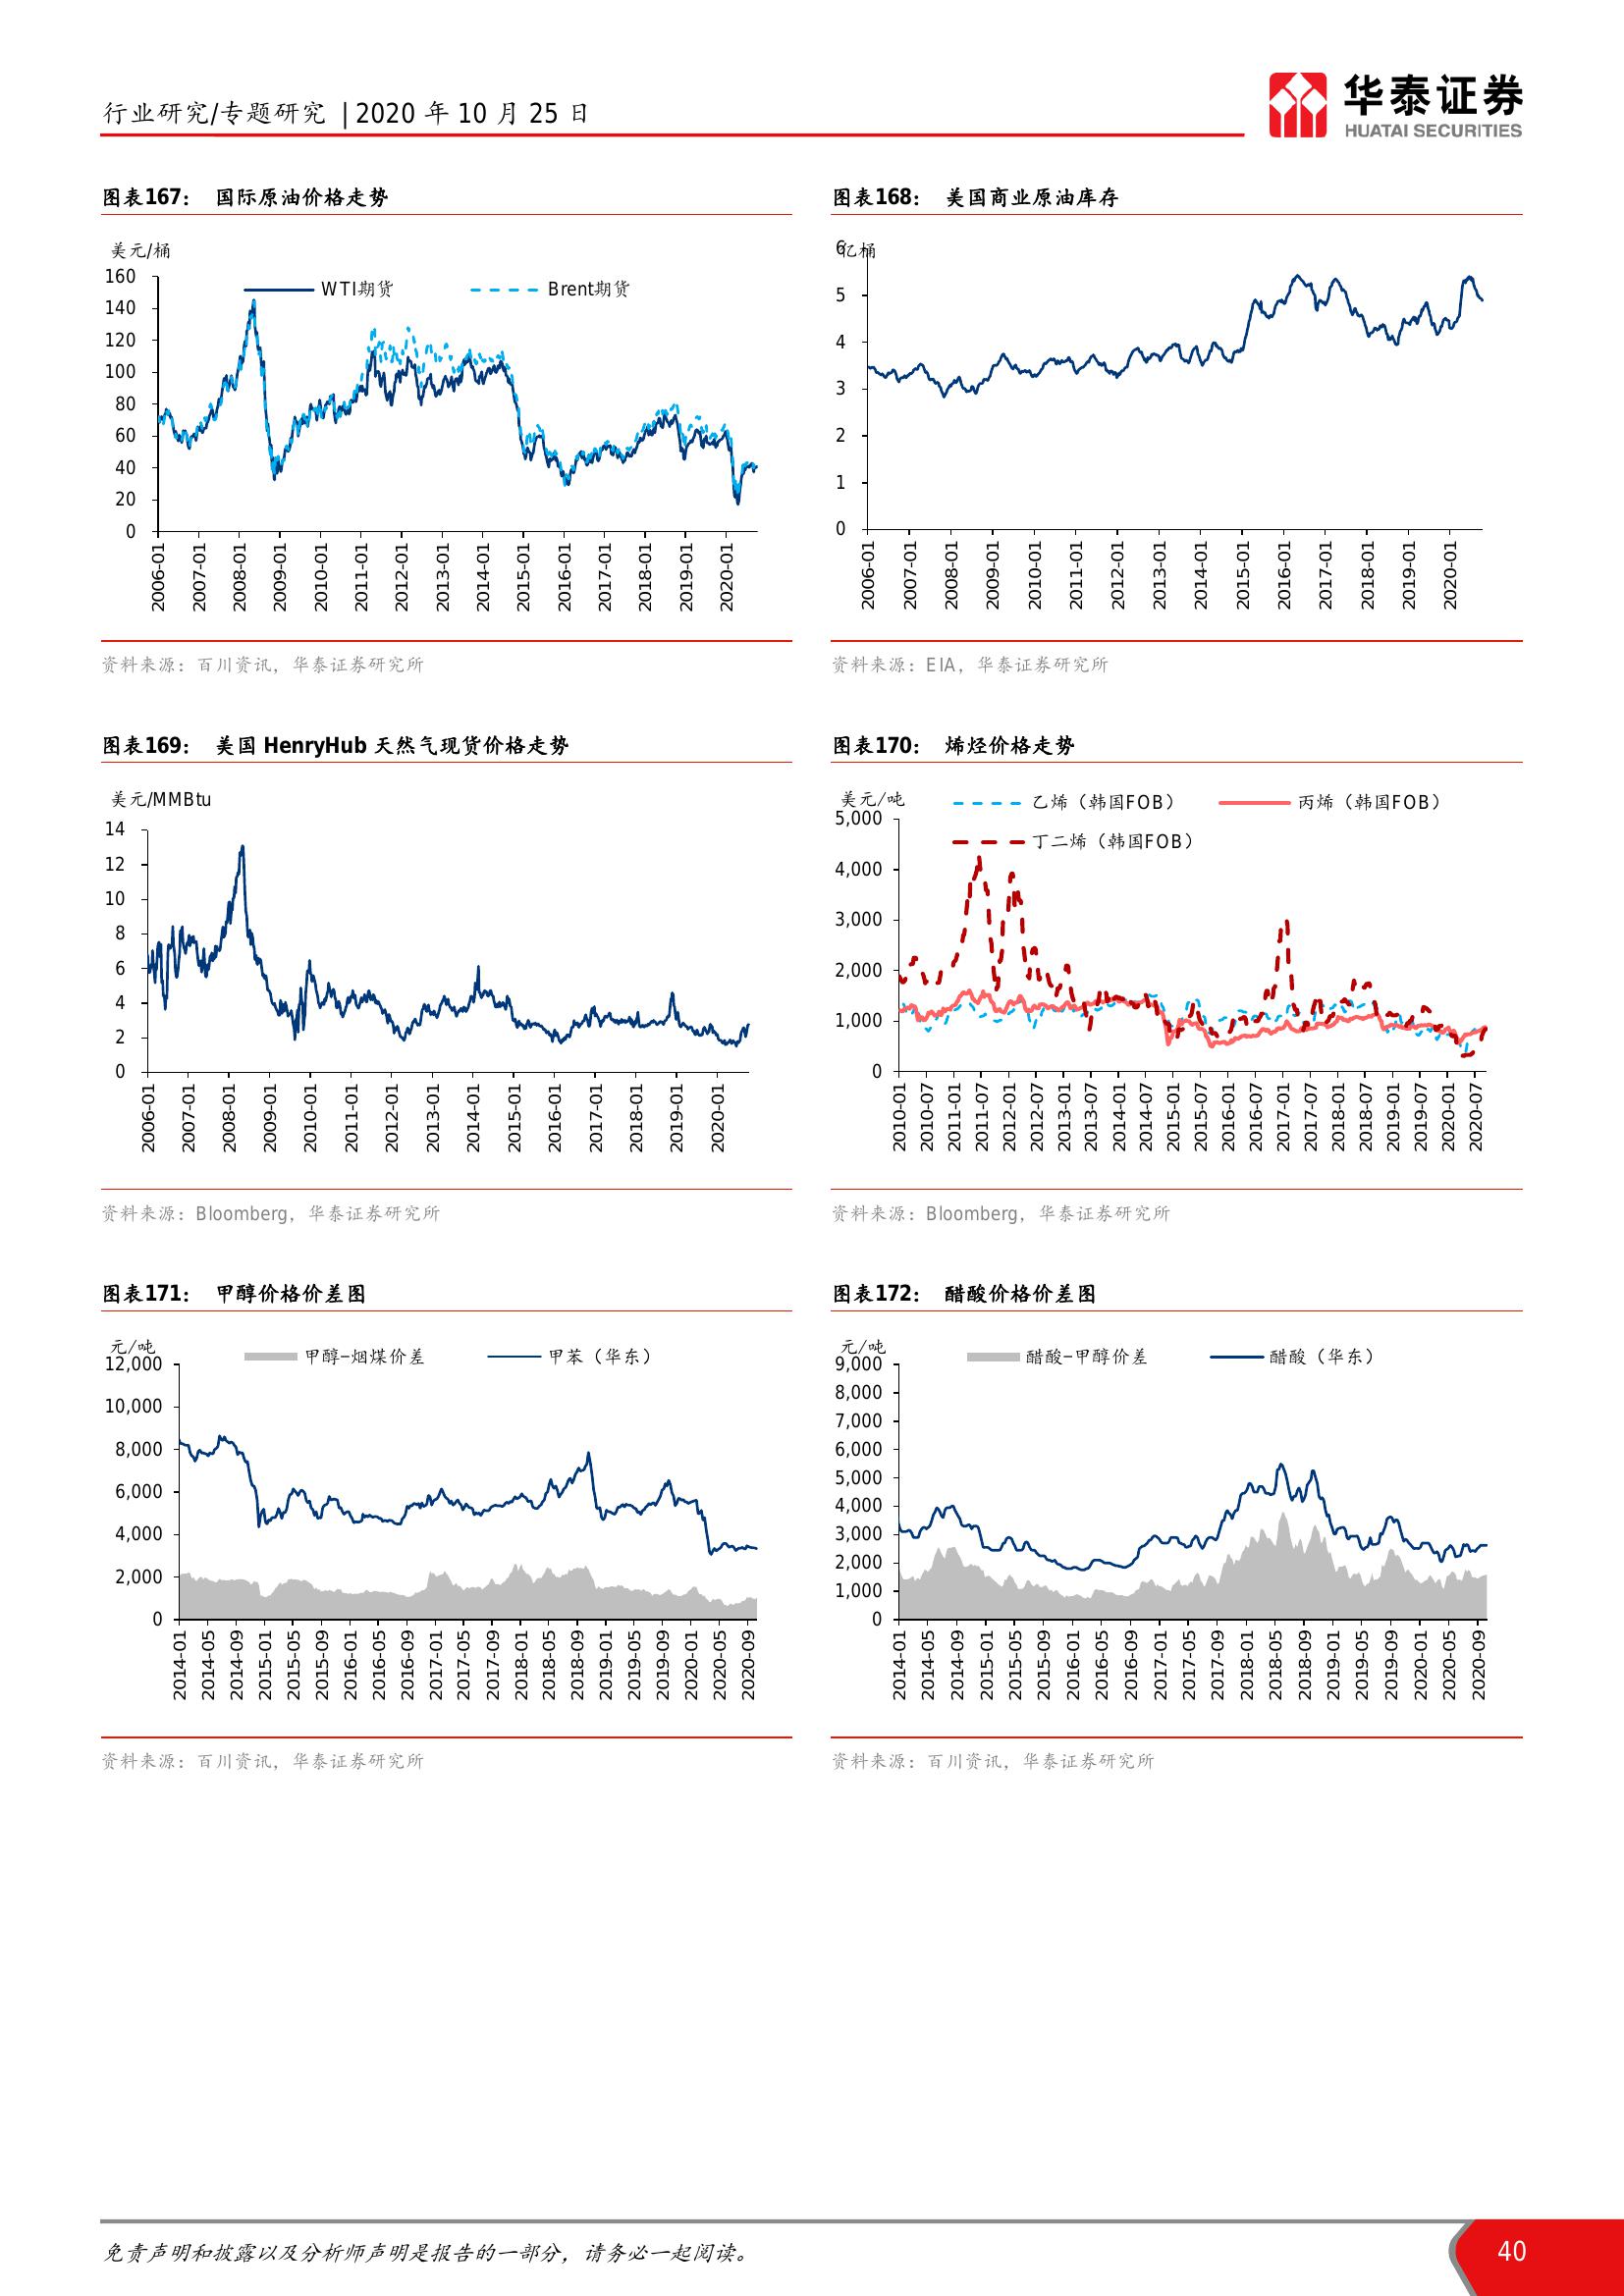 行业研究/专题研究 | 2020 年 10 月 25 日
华泰证券
HUATAI SECURITIES
图表167： 国际原油价格走势
美元/桶
WTI期货 Brent期货
160
140
120
100
80
60
40
20
0
2006-01 2007-01 2008-01 2009-01 2010-01 2011-01 2012-01 2013-01 2014-01 2015-01 2016-01 2017-01 2018-01 2019-01 2020-01
资料来源：百川资讯，华泰证券研究所
图表168： 美国商业原油库存
亿桶
6
5
4
3
2
1
0
2006-01 2007-01 2008-01 2009-01 2010-01 2011-01 2012-01 2013-01 2014-01 2015-01 2016-01 2017-01 2018-01 2019-01 2020-01
资料来源：EIA，华泰证券研究所
图表169： 美国 HenryHub 天然气现货价格走势
美元/MMBtu
14
12
10
8
6
4
2
0
2006-01 2007-01 2008-01 2009-01 2010-01 2011-01 2012-01 2013-01 2014-01 2015-01 2016-01 2017-01 2018-01 2019-01 2020-01
资料来源：Bloomberg，华泰证券研究所
图表170： 烯烃价格走势
美元/吨
乙烯（韩国FOB） 丙烯（韩国FOB）
丁二烯（韩国FOB）
5,000
4,000
3,000
2,000
1,000
0
2010-01 2010-07 2011-01 2011-07 2012-01 2012-07 2013-01 2013-07 2014-01 2014-07 2015-01 2015-07 2016-01 2016-07 2017-01 2017-07 2018-01 2018-07 2019-01 2019-07 2020-01 2020-07
资料来源：Bloomberg，华泰证券研究所
图表171： 甲醇价格价差图
元/吨
甲醇-烟煤价差 甲苯（华东）
12,000
10,000
8,000
6,000
4,000
2,000
0
2014-01 2014-05 2014-09 2015-01 2015-05 2015-09 2016-01 2016-05 2016-09 2017-01 2017-05 2017-09 2018-01 2018-05 2018-09 2019-01 2019-05 2019-09 2020-01 2020-05 2020-09
资料来源：百川资讯，华泰证券研究所
图表172： 醋酸价格价差图
元/吨
醋酸-甲醇价差 醋酸（华东）
9,000
8,000
7,000
6,000
5,000
4,000
3,000
2,000
1,000
0
2014-01 2014-05 2014-09 2015-01 2015-05 2015-09 2016-01 2016-05 2016-09 2017-01 2017-05 2017-09 2018-01 2018-05 2018-09 2019-01 2019-05 2019-09 2020-01 2020-05 2020-09
资料来源：百川资讯，华泰证券研究所
免责声明和披露以及分析师声明是报告的一部分，请务必一起阅读。
40